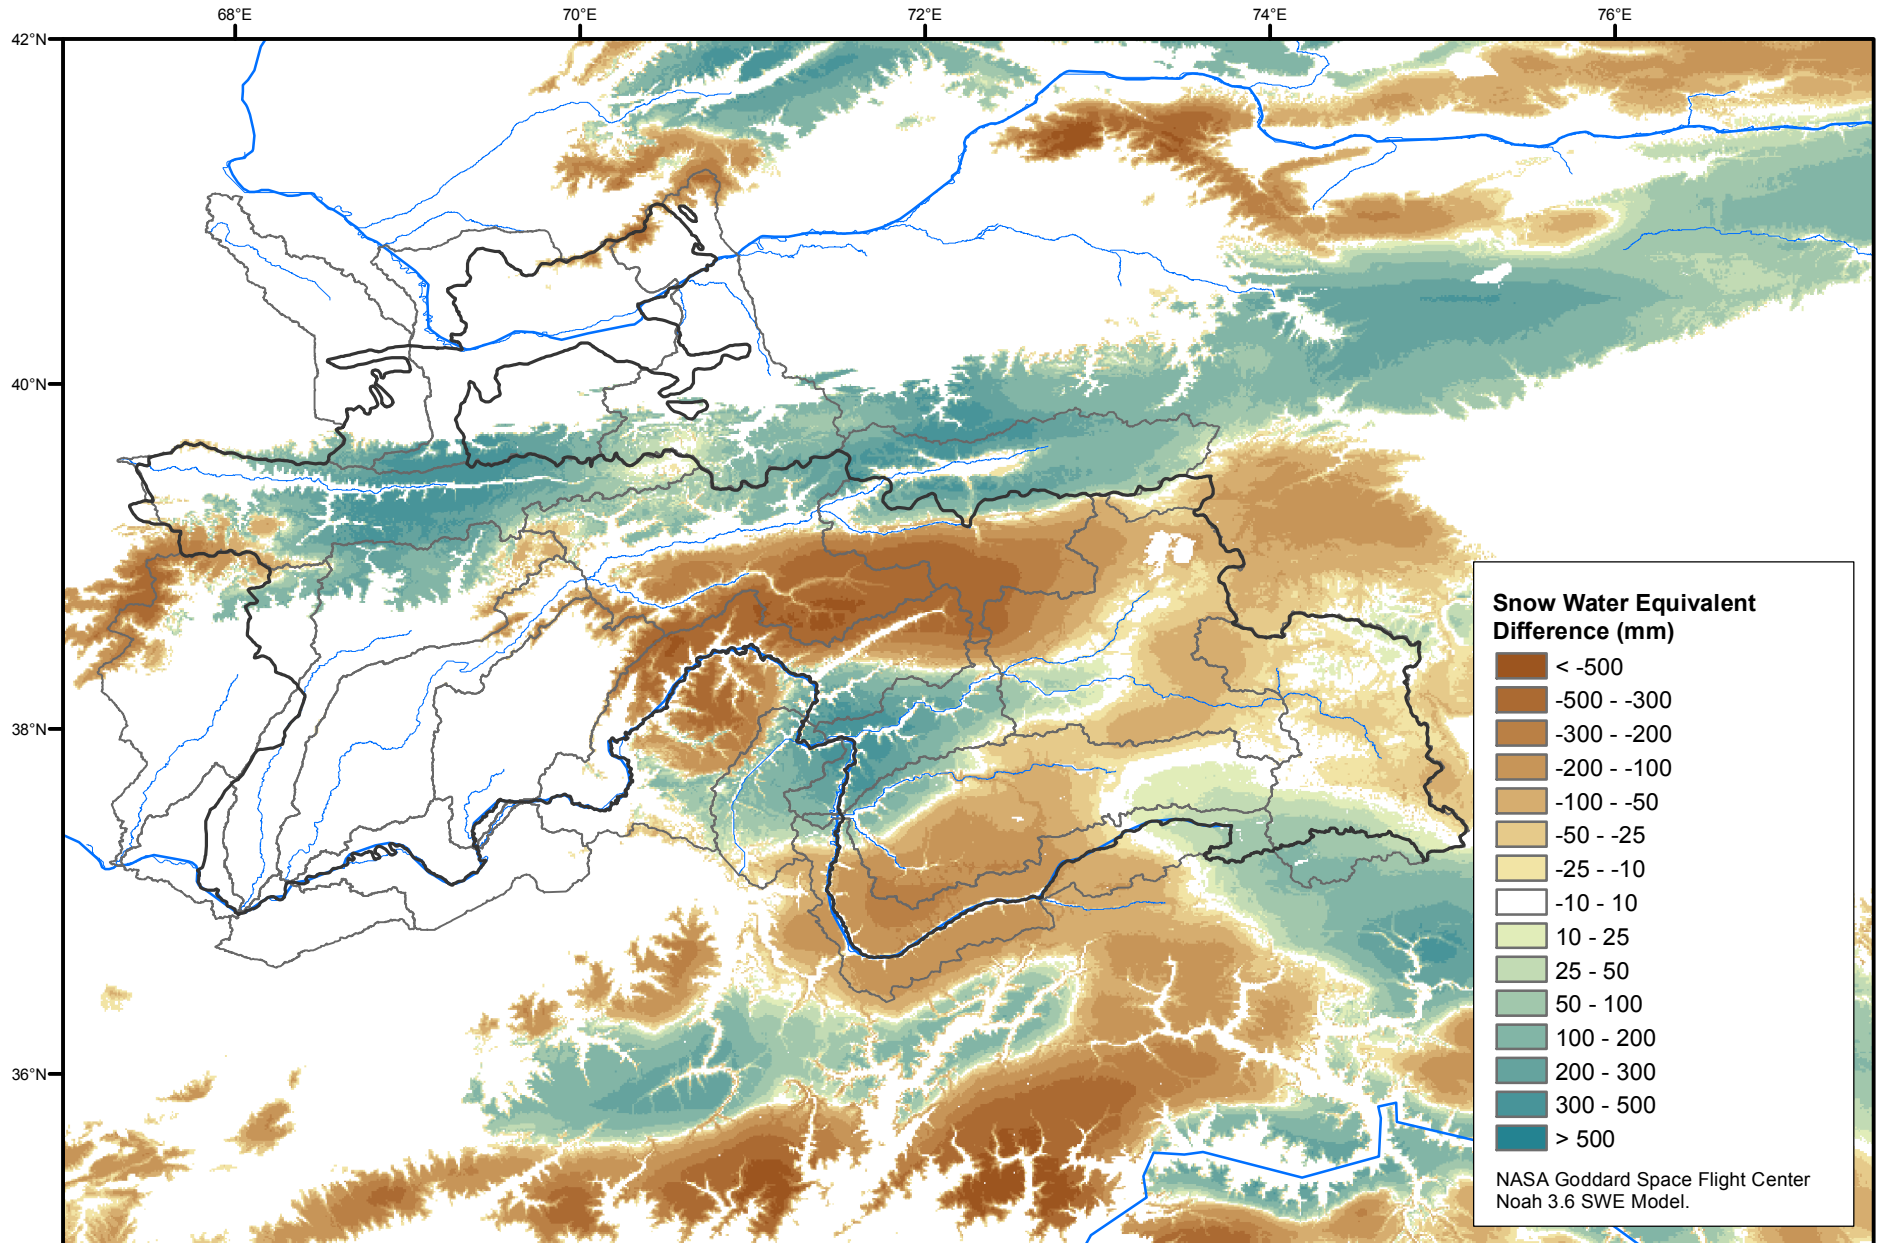 68°E 70°E 72°E 74°E 76°E
42°N
40°N
38°N
36°N
Snow Water Equivalent
Difference (mm)
< -500
-500 - -300
-300 - -200
-200 - -100
-100 - -50
-50 - -25
-25 - -10
-10 - 10
10 - 25
25 - 50
50 - 100
100 - 200
200 - 300
300 - 500
> 500
NASA Goddard Space Flight Center
Noah 3.6 SWE Model.